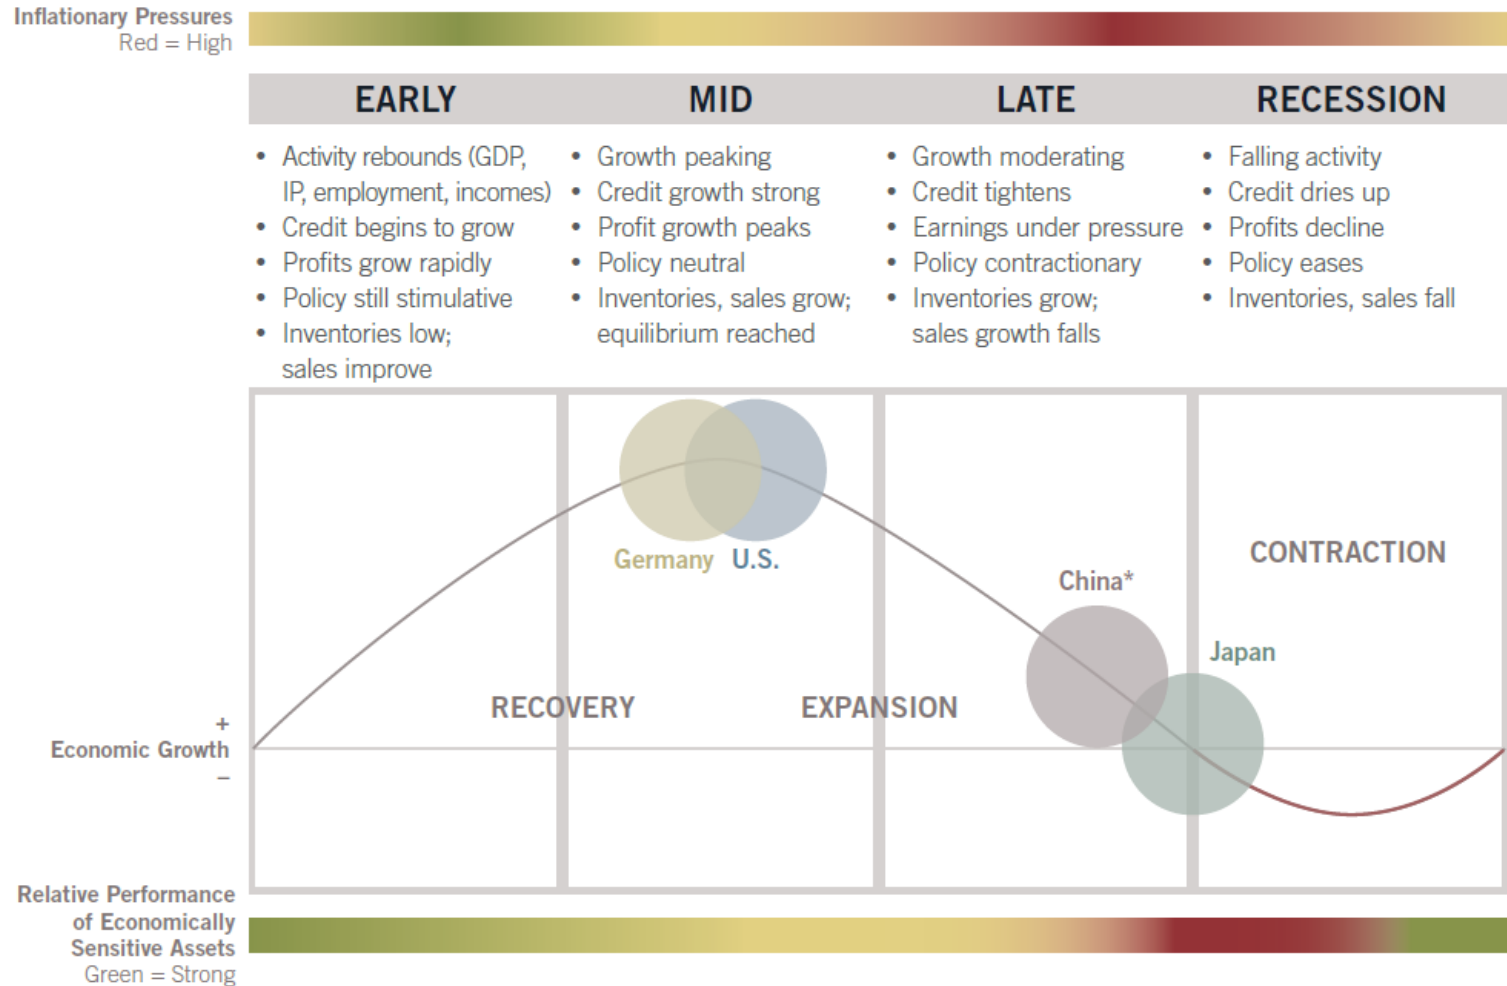 Inflationary Pressures
Red = High
EARLY
MID
LATE
RECESSION
• Activity rebounds (GDP,
IP, employment, incomes)
• Credit begins to grow
• Profits grow rapidly
• Policy still stimulative
• Inventories low;
sales improve
• Growth peaking
• Credit growth strong
• Profit growth peaks
• Policy neutral
• Inventories, sales grow;
equilibrium reached
• Growth moderating
• Credit tightens
• Earnings under pressure
• Policy contractionary
• Inventories grow;
sales growth falls
• Falling activity
• Credit dries up
• Profits decline
• Policy eases
• Inventories, sales fall
Germany
U.S.
CONTRACTION
China*
Japan
RECOVERY
EXPANSION
+
Economic Growth
–
Relative Performance
of Economically
Sensitive Assets
Green = Strong